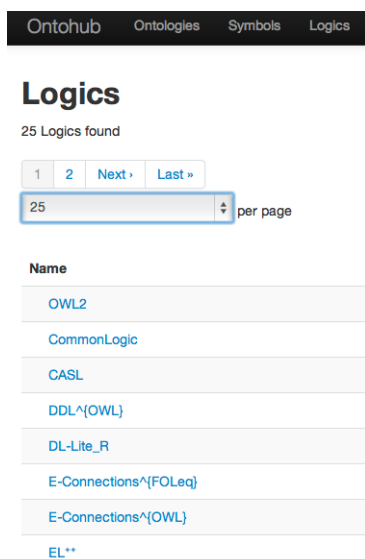 Ontohub Ontologies Symbols Logics
Logics
25 Logics found
1 2 Next › Last »
25 per page
Name
OWL2
CommonLogic
CASL
DDL^{OWL}
DL-Lite_R
E-Connections^{FOLeq}
E-Connections^{OWL}
EL**